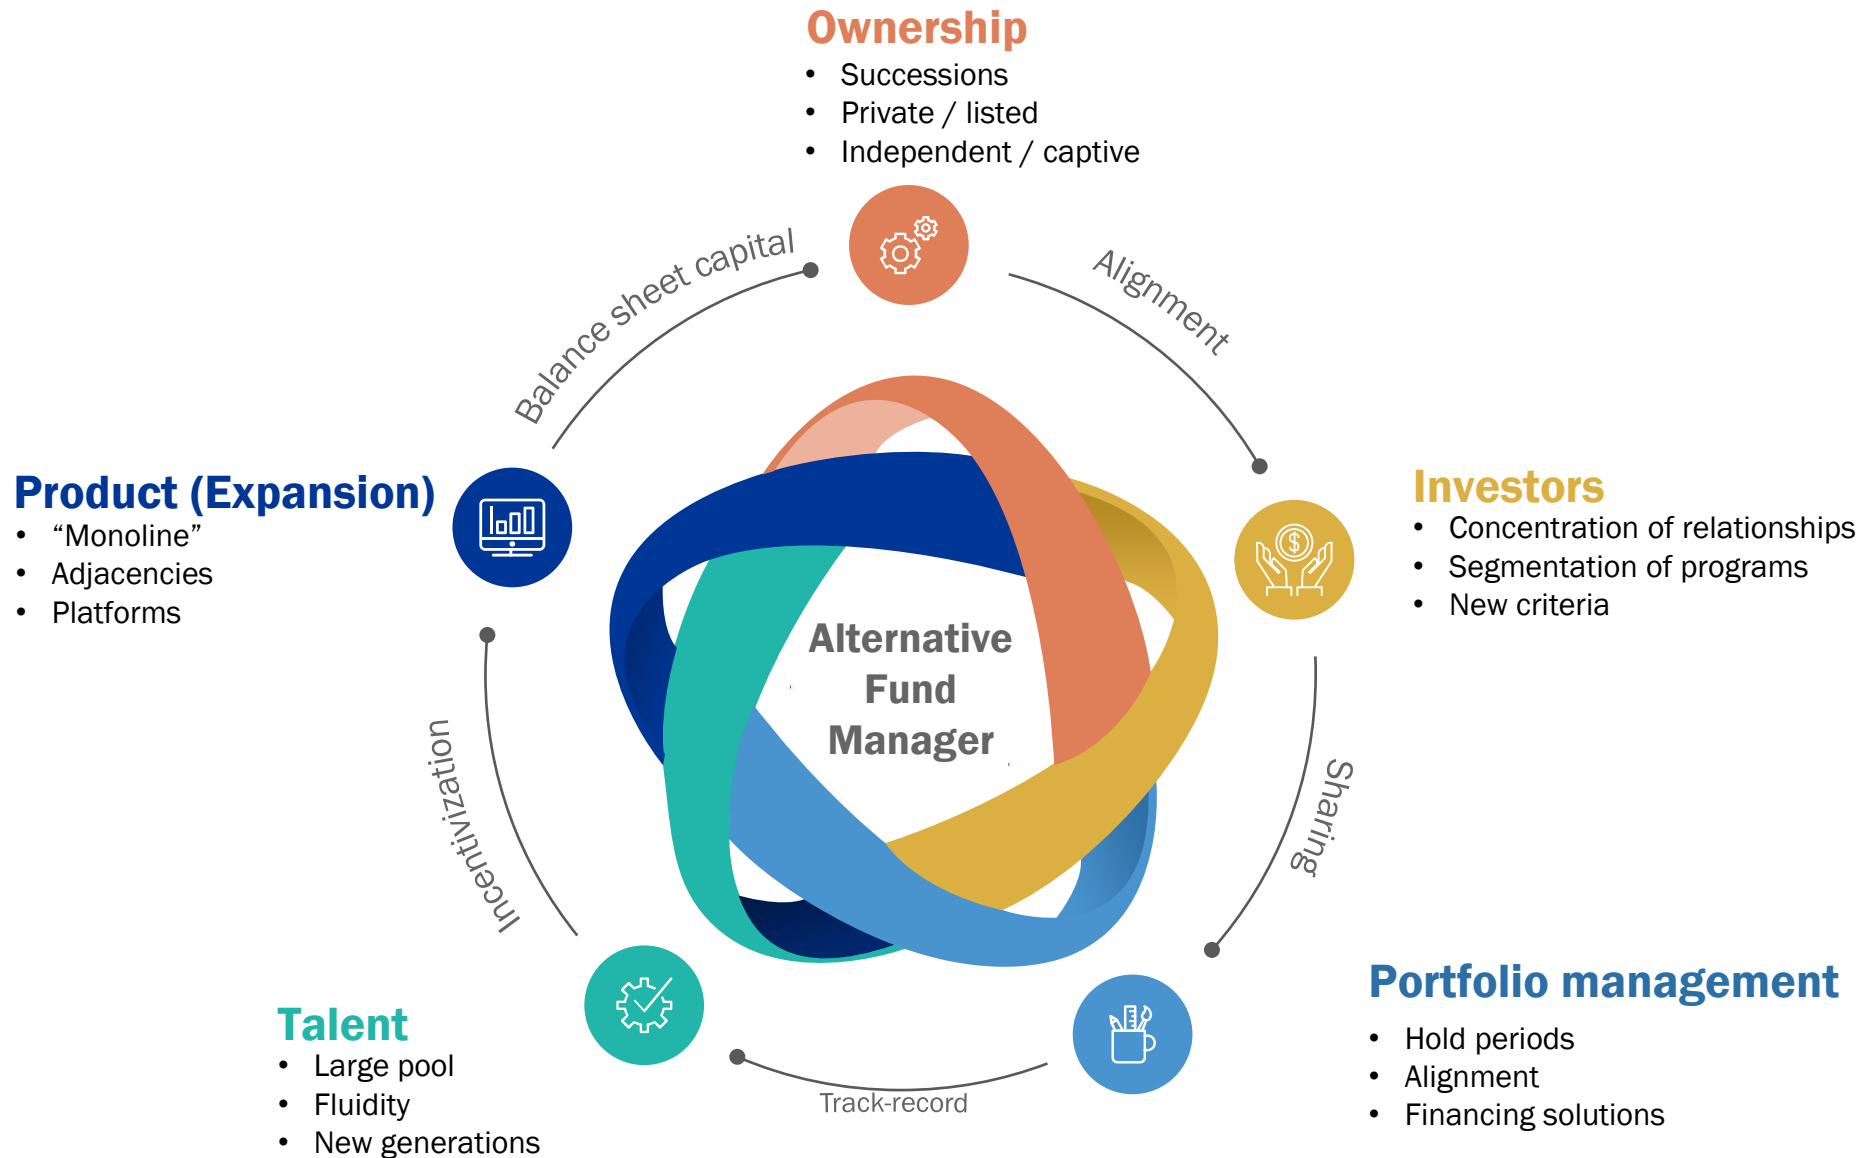 Ownership
• Successions
• Private / listed
• Independent / captive
Balance sheet capital
Alignment
Product (Expansion)
• “Monoline”
• Adjacencies
• Platforms
Investors
• Concentration of relationships
• Segmentation of programs
• New criteria
$
Alternative
Fund
Manager
Incentivization
Sharing
Talent
• Large pool
• Fluidity
• New generations
Track-record
Portfolio management
• Hold periods
• Alignment
• Financing solutions